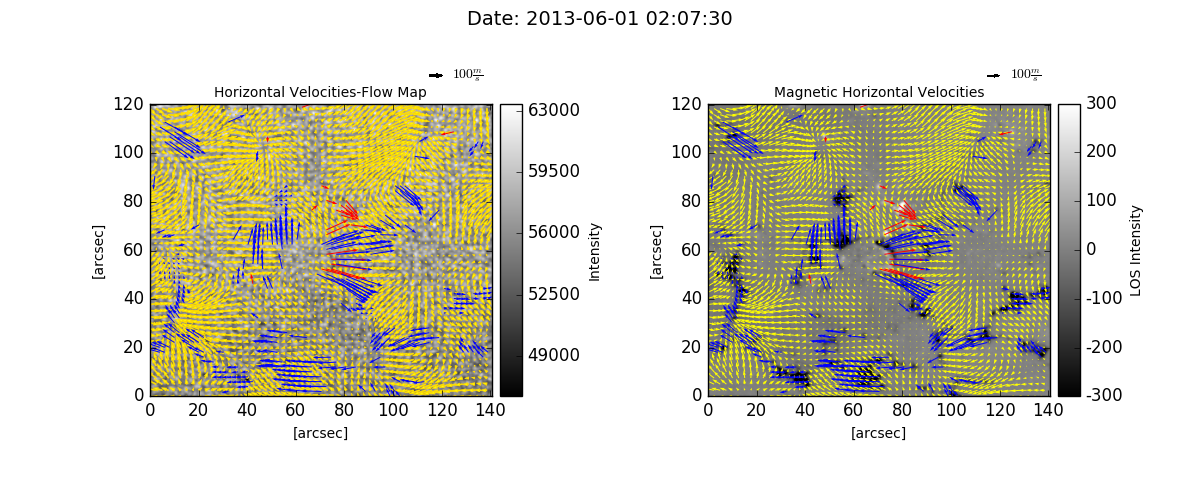 Date: 2013-06-01 02:07:30
100 m/s
Horizontal Velocities-Flow Map
120
100
80
60
40
20
0
0 20 40 60 80 100 120 140
[arcsec]
[arcsec]
63000
59500
56000
52500
49000
Intensity
100 m/s
Magnetic Horizontal Velocities
120
100
80
60
40
20
0
0 20 40 60 80 100 120 140
[arcsec]
[arcsec]
300
200
100
0
-100
-200
-300
LOS Intensity